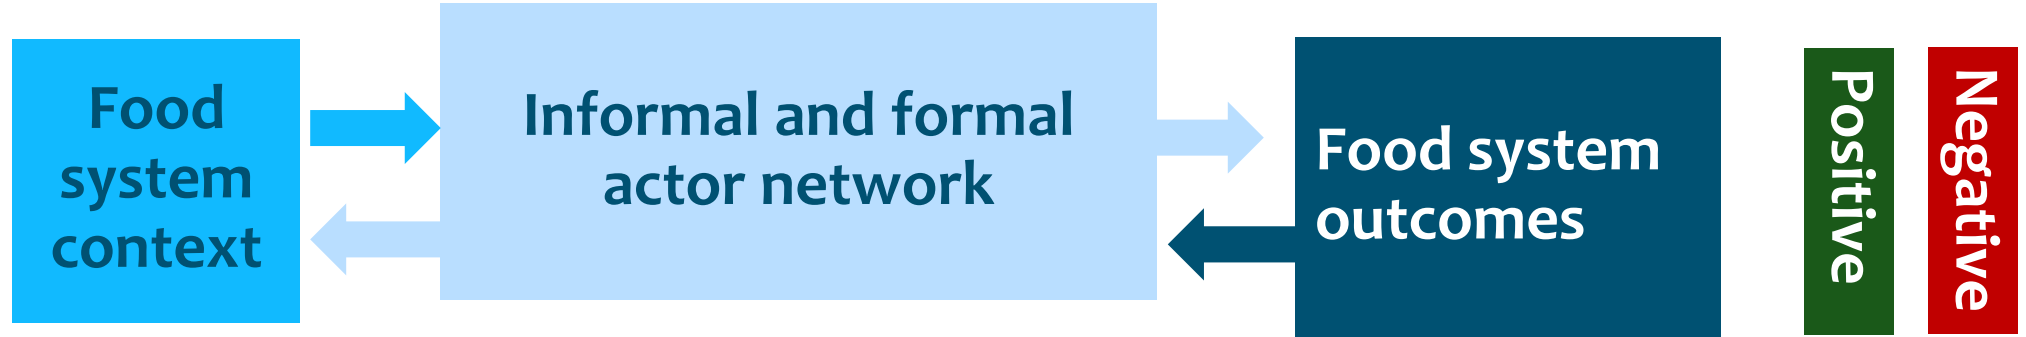 Food
system
context
Informal and formal
actor network
Food system
outcomes
Positive
Negative